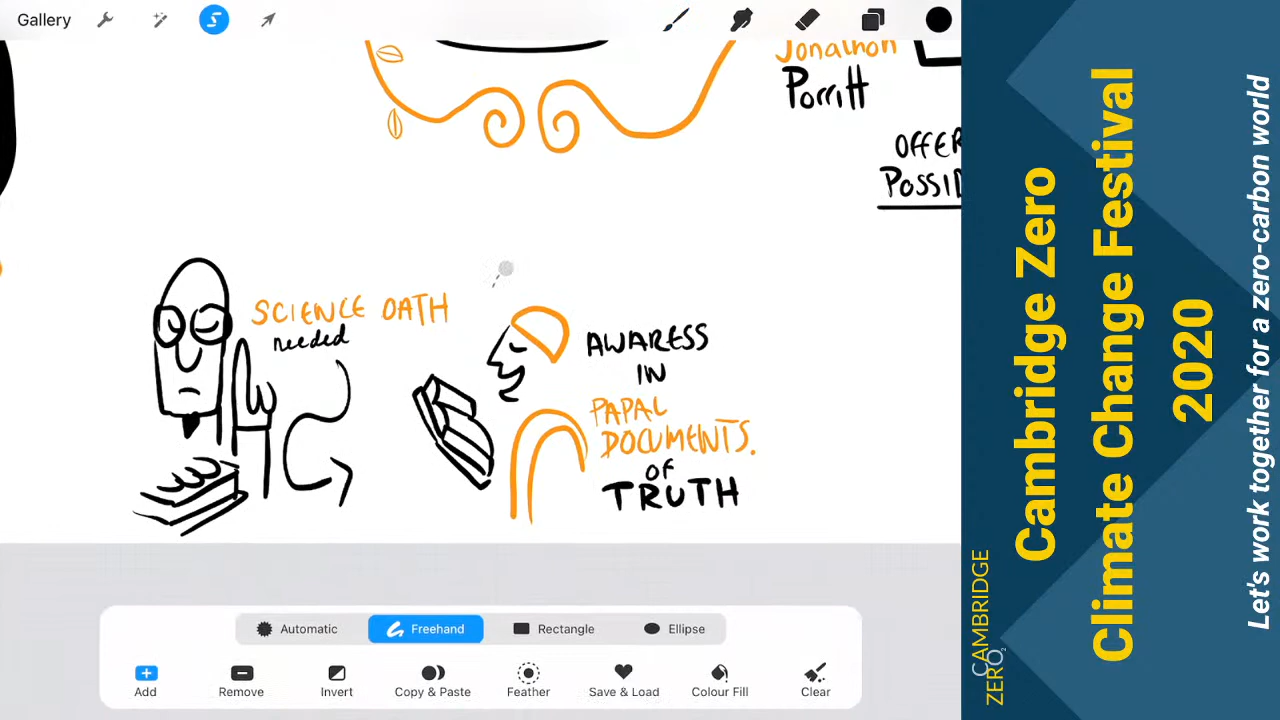 Gallery
Jonathon
Porritt
OFFER
POSSIB
SCIENCE OATH
needed
AWARESS
IN
PAPAL
DOCUMENTS.
OF
TRUTH
Automatic
Freehand
Rectangle
Ellipse
Add
Remove
Invert
Copy & Paste
Feather
Save & Load
Colour Fill
Clear
CAMBRIDGE
ZERO₂
Cambridge Zero
Climate Change Festival
2020
Let's work together for a zero-carbon world